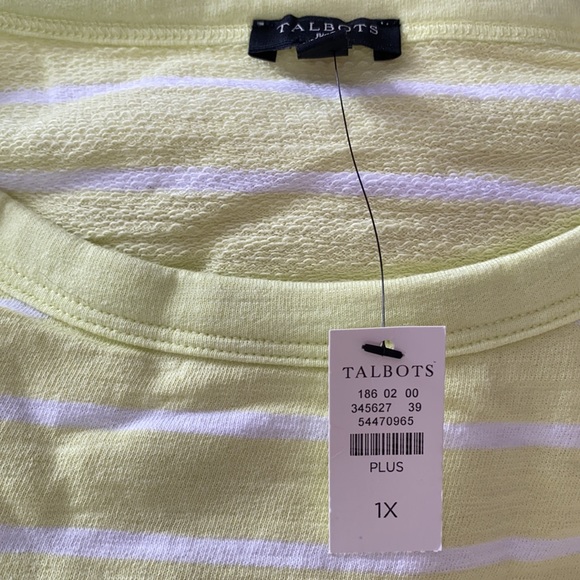 TALBOTS
TALBOTS
186 02 00
345627 39
54470965
PLUS
1X